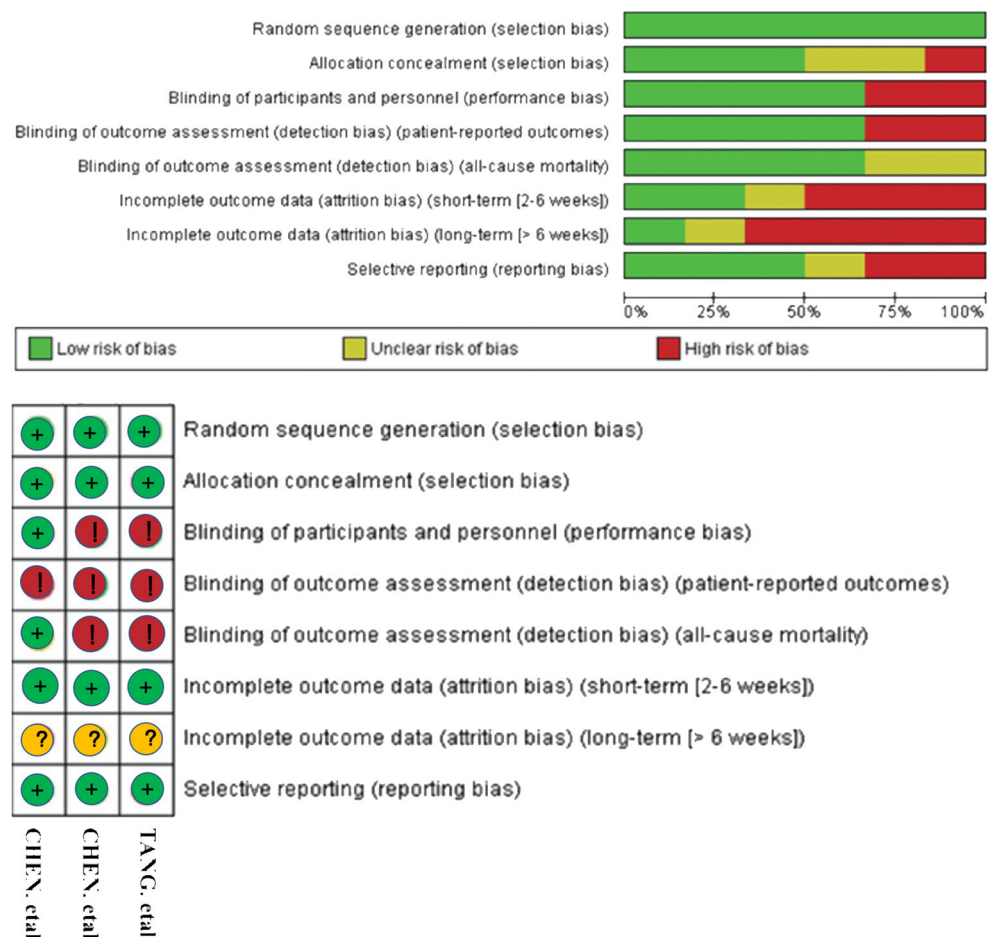 Random sequence generation (selection bias)
Allocation concealment (selection bias)
Blinding of participants and personnel (performance bias)
Blinding of outcome assessment (detection bias) (patient-reported outcomes)
Blinding of outcome assessment (detection bias) (all-cause mortality)
Incomplete outcome data (attrition bias) (short-term [2-6 weeks])
Incomplete outcome data (attrition bias) (long-term [> 6 weeks])
Selective reporting (reporting bias)
0% 25% 50% 75% 100%
Low risk of bias Unclear risk of bias High risk of bias
+ + + Random sequence generation (selection bias)
+ + + Allocation concealment (selection bias)
+ ! ! Blinding of participants and personnel (performance bias)
! ! ! Blinding of outcome assessment (detection bias) (patient-reported outcomes)
+ ! ! Blinding of outcome assessment (detection bias) (all-cause mortality)
+ + + Incomplete outcome data (attrition bias) (short-term [2-6 weeks])
? ? ? Incomplete outcome data (attrition bias) (long-term [> 6 weeks])
+ + + Selective reporting (reporting bias)
CHEN. etal
CHEN. etal
TANG. etal